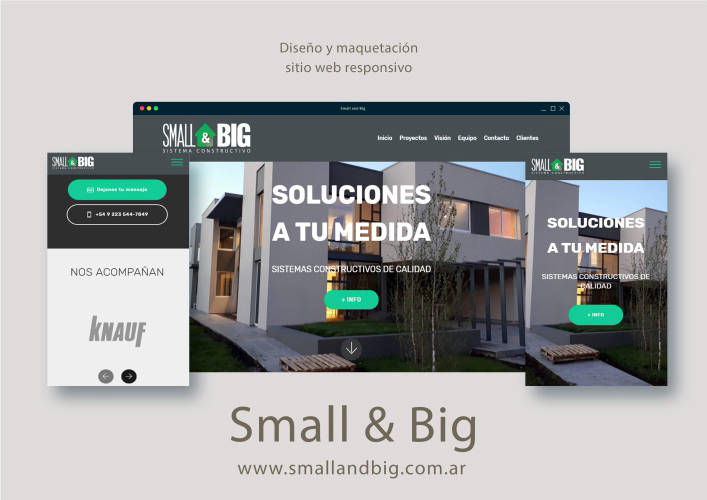 Diseño y maquetación
sitio web responsivo
Small and Big
SMALL & BIG
SISTEMA CONSTRUCTIVO
Inicio Proyectos Visión Equipo Contacto Clientes
SOLUCIONES
A TU MEDIDA
SISTEMAS CONSTRUCTIVOS DE CALIDAD
+ INFO
SMALL & BIG
SISTEMA CONSTRUCTIVO
Dejanos tu mensaje
+54 9 223 544-7849
NOS ACOMPAÑAN
KNAUF
SMALL & BIG
SISTEMA CONSTRUCTIVO
SOLUCIONES
A TU MEDIDA
SISTEMAS CONSTRUCTIVOS DE
CALIDAD
+ INFO
Small & Big
www.smallandbig.com.ar